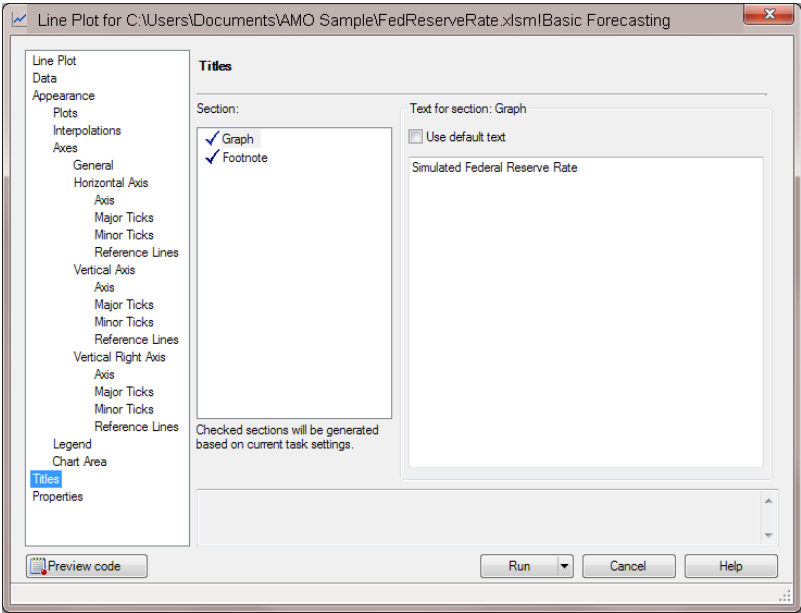 Line Plot for C:\Users\Documents\AMO Sample\FedReserveRate.xlsm!Basic Forecasting
Line Plot
Data
Appearance
Plots
Interpolations
Axes
General
Horizontal Axis
Axis
Major Ticks
Minor Ticks
Reference Lines
Vertical Axis
Axis
Major Ticks
Minor Ticks
Reference Lines
Vertical Right Axis
Axis
Major Ticks
Minor Ticks
Reference Lines
Legend
Chart Area
Titles
Properties
Titles
Section:
Graph
Footnote
Checked sections will be generated
based on current task settings.
Text for section: Graph
Use default text
Simulated Federal Reserve Rate
Preview code
Run
Cancel
Help